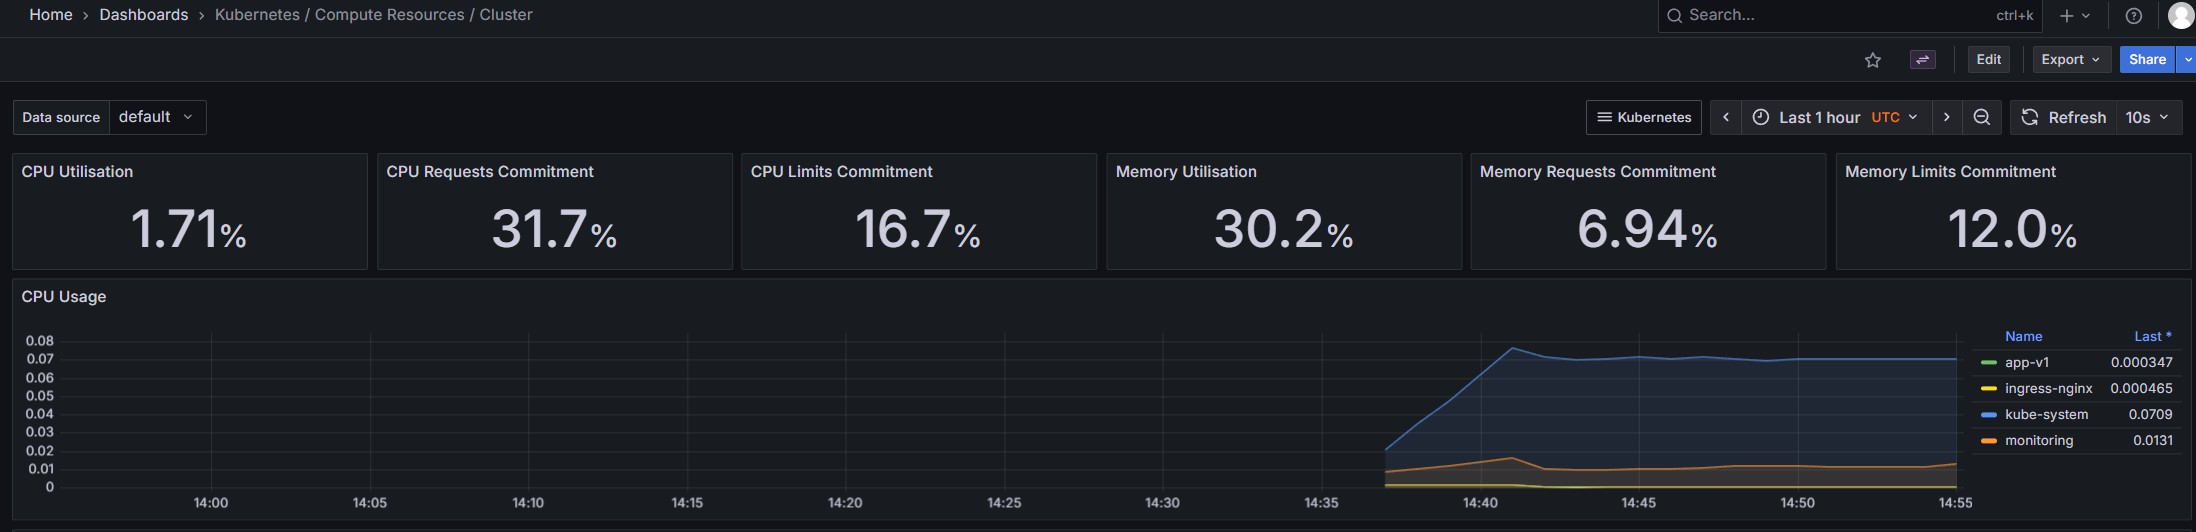 Home › Dashboards › Kubernetes / Compute Resources / Cluster
Search... ctrl+k
Edit Export Share
Data source default
Kubernetes Last 1 hour UTC Refresh 10s
CPU Utilisation
1.71%
CPU Requests Commitment
31.7%
CPU Limits Commitment
16.7%
Memory Utilisation
30.2%
Memory Requests Commitment
6.94%
Memory Limits Commitment
12.0%
CPU Usage
0.08
0.07
0.06
0.05
0.04
0.03
0.02
0.01
0
14:00 14:05 14:10 14:15 14:20 14:25 14:30 14:35 14:40 14:45 14:50 14:55
Name Last *
app-v1 0.000347
ingress-nginx 0.000465
kube-system 0.0709
monitoring 0.0131